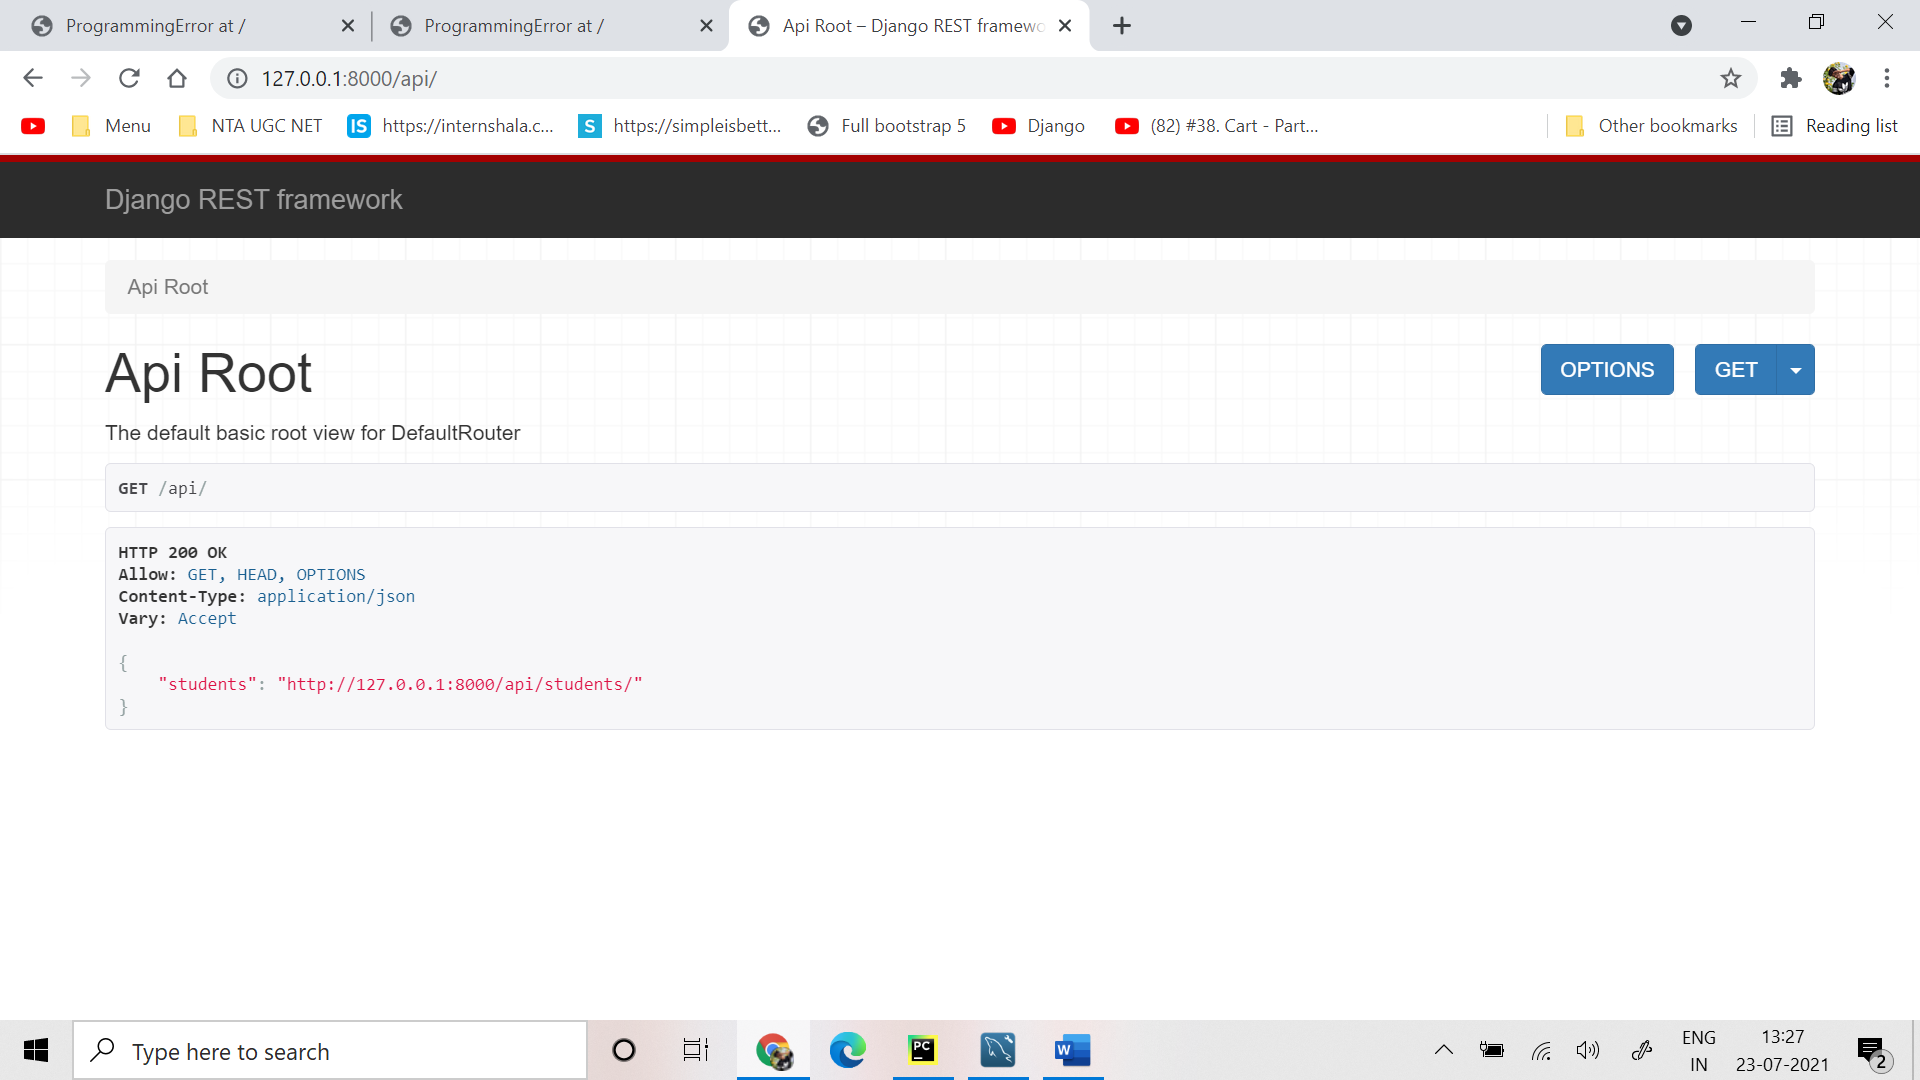 ProgrammingError at /
ProgrammingError at /
Api Root – Django REST framewo
127.0.0.1:8000/api/
Menu
NTA UGC NET
IS
https://internshala.c...
S
https://simpleisbett...
Full bootstrap 5
Django
(82) #38. Cart - Part...
Other bookmarks
Reading list
Django REST framework
Api Root
Api Root
OPTIONS
GET
The default basic root view for DefaultRouter
GET /api/
HTTP 200 OK
Allow: GET, HEAD, OPTIONS
Content-Type: application/json
Vary: Accept
{
"students": "http://127.0.0.1:8000/api/students/"
}
Type here to search
PC
W
ENG
IN
13:27
23-07-2021
2